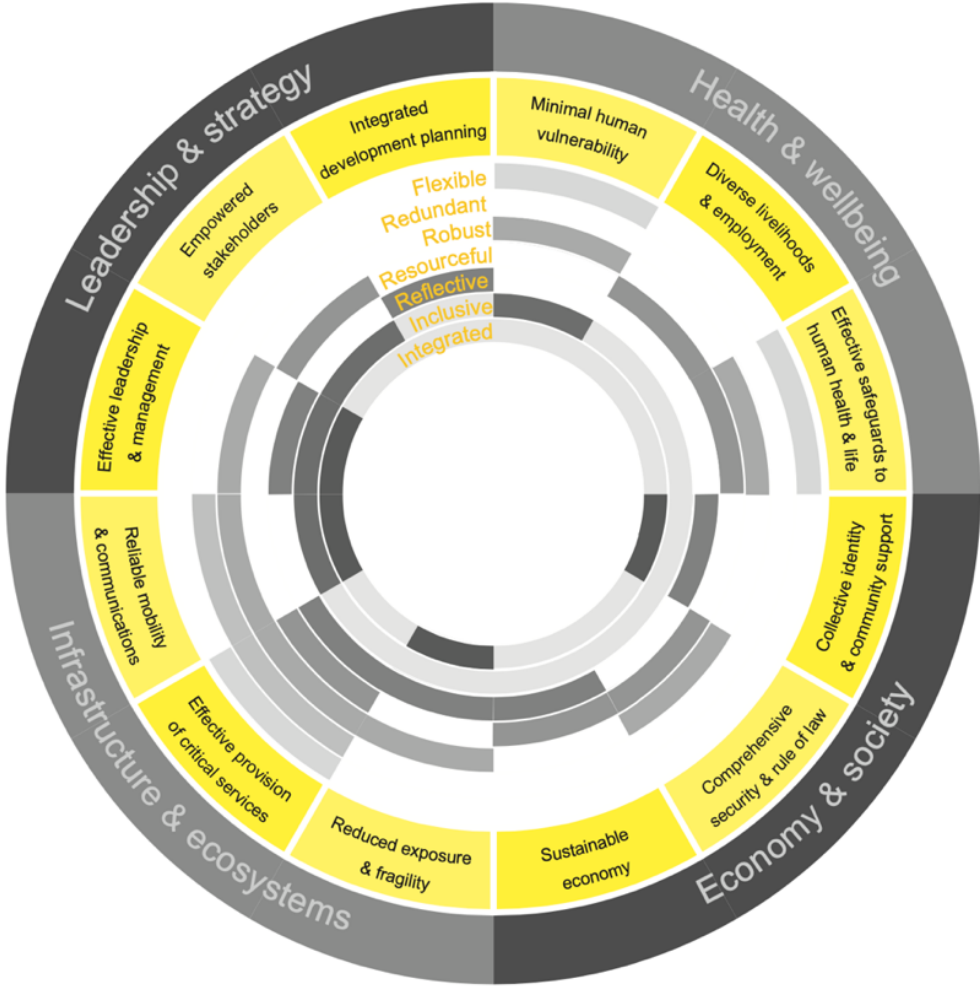 Leadership & strategy
Health & wellbeing
Economy & society
Infrastructure & ecosystems
Integrated
development planning
Minimal human
vulnerability
Diverse livelihoods
& employment
Effective safeguards to
human health & life
Collective identity
& community support
Comprehensive
security & rule of law
Sustainable
economy
Reduced exposure
& fragility
Effective provision
of critical services
Reliable mobility
& communications
Effective leadership
& management
Empowered
stakeholders
Flexible
Redundant
Robust
Resourceful
Reflective
Inclusive
Integrated